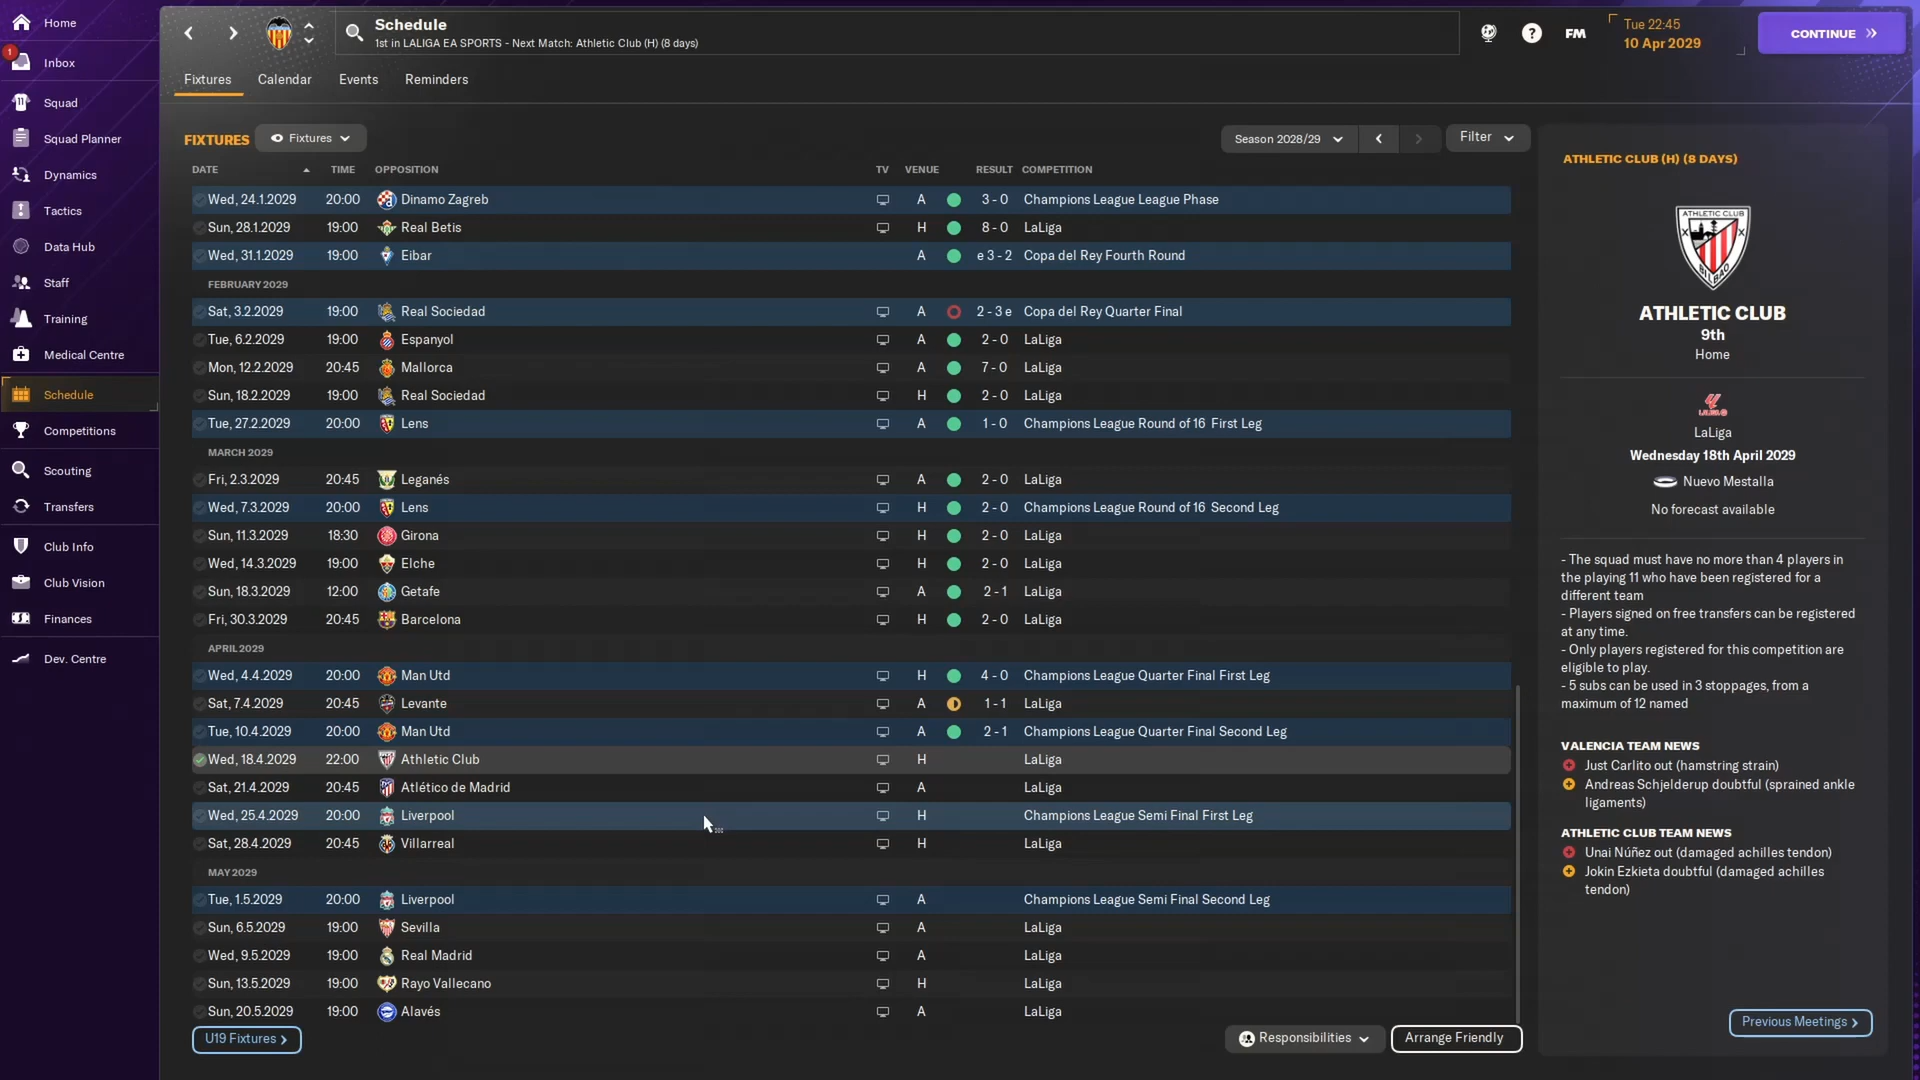 Home
1
Inbox
Squad
Squad Planner
Dynamics
Tactics
Data Hub
Staff
Training
Medical Centre
Schedule
Competitions
Scouting
Transfers
Club Info
Club Vision
Finances
Dev. Centre
Schedule
1st in LALIGA EA SPORTS - Next Match: Athletic Club (H) (8 days)
FM
Tue 22:45
10 Apr 2029
CONTINUE
Fixtures Calendar Events Reminders
FIXTURES Fixtures Season 2028/29 Filter
DATE TIME OPPOSITION TV VENUE RESULT COMPETITION
Wed, 24.1.2029 20:00 Dinamo Zagreb A 3 - 0 Champions League League Phase
Sun, 28.1.2029 19:00 Real Betis H 8 - 0 LaLiga
Wed, 31.1.2029 19:00 Eibar A e 3 - 2 Copa del Rey Fourth Round
FEBRUARY 2029
Sat, 3.2.2029 19:00 Real Sociedad A 2 - 3 e Copa del Rey Quarter Final
Tue, 6.2.2029 19:00 Espanyol A 2 - 0 LaLiga
Mon, 12.2.2029 20:45 Mallorca A 7 - 0 LaLiga
Sun, 18.2.2029 19:00 Real Sociedad H 2 - 0 LaLiga
Tue, 27.2.2029 20:00 Lens A 1 - 0 Champions League Round of 16 First Leg
MARCH 2029
Fri, 2.3.2029 20:45 Leganés A 2 - 0 LaLiga
Wed, 7.3.2029 20:00 Lens H 2 - 0 Champions League Round of 16 Second Leg
Sun, 11.3.2029 18:30 Girona H 2 - 0 LaLiga
Wed, 14.3.2029 19:00 Elche H 2 - 0 LaLiga
Sun, 18.3.2029 12:00 Getafe A 2 - 1 LaLiga
Fri, 30.3.2029 20:45 Barcelona H 2 - 0 LaLiga
APRIL 2029
Wed, 4.4.2029 20:00 Man Utd H 4 - 0 Champions League Quarter Final First Leg
Sat, 7.4.2029 20:45 Levante A 1 - 1 LaLiga
Tue, 10.4.2029 20:00 Man Utd A 2 - 1 Champions League Quarter Final Second Leg
Wed, 18.4.2029 22:00 Athletic Club H LaLiga
Sat, 21.4.2029 20:45 Atlético de Madrid A LaLiga
Wed, 25.4.2029 20:00 Liverpool H Champions League Semi Final First Leg
Sat, 28.4.2029 20:45 Villarreal H LaLiga
MAY 2029
Tue, 1.5.2029 20:00 Liverpool A Champions League Semi Final Second Leg
Sun, 6.5.2029 19:00 Sevilla A LaLiga
Wed, 9.5.2029 19:00 Real Madrid A LaLiga
Sun, 13.5.2029 19:00 Rayo Vallecano H LaLiga
Sun, 20.5.2029 19:00 Alavés A LaLiga
U19 Fixtures Responsibilities Arrange Friendly
ATHLETIC CLUB (H) (8 DAYS)
ATHLETIC CLUB
BILBAO
ATHLETIC CLUB
9th
Home
LALIGA
LaLiga
Wednesday 18th April 2029
Nuevo Mestalla
No forecast available
- The squad must have no more than 4 players in
the playing 11 who have been registered for a
different team
- Players signed on free transfers can be registered
at any time.
- Only players registered for this competition are
eligible to play.
- 5 subs can be used in 3 stoppages, from a
maximum of 12 named
VALENCIA TEAM NEWS
Just Carlito out (hamstring strain)
Andreas Schjelderup doubtful (sprained ankle
ligaments)
ATHLETIC CLUB TEAM NEWS
Unai Núñez out (damaged achilles tendon)
Jokin Ezkieta doubtful (damaged achilles
tendon)
Previous Meetings